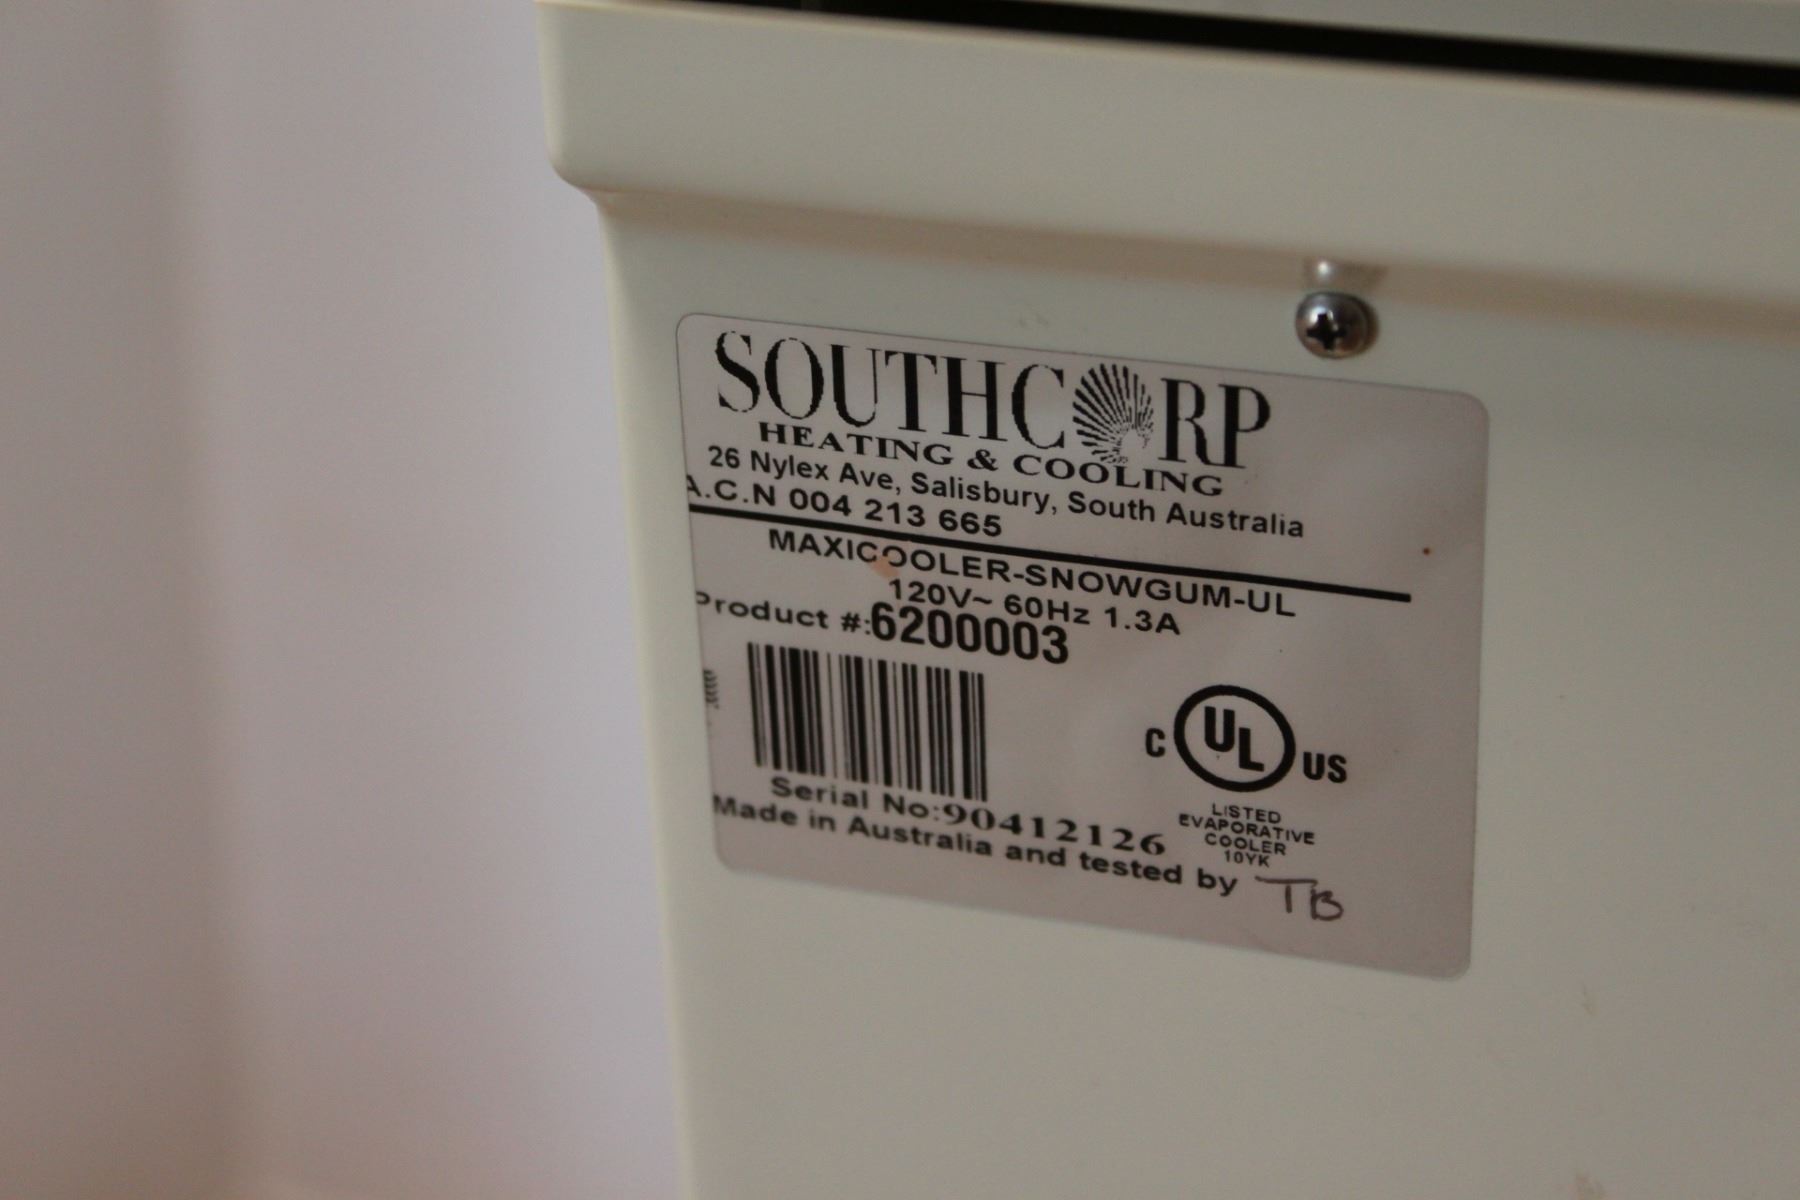 SOUTHCORP
HEATING & COOLING
26 Nylex Ave, Salisbury, South Australia
A.C.N 004 213 665
MAXICOOLER-SNOWGUM-UL
120V~ 60Hz 1.3A
Product #:6200003
C UL US
LISTED
EVAPORATIVE
COOLER
10YK
Serial No:90412126
Made in Australia and tested by TB